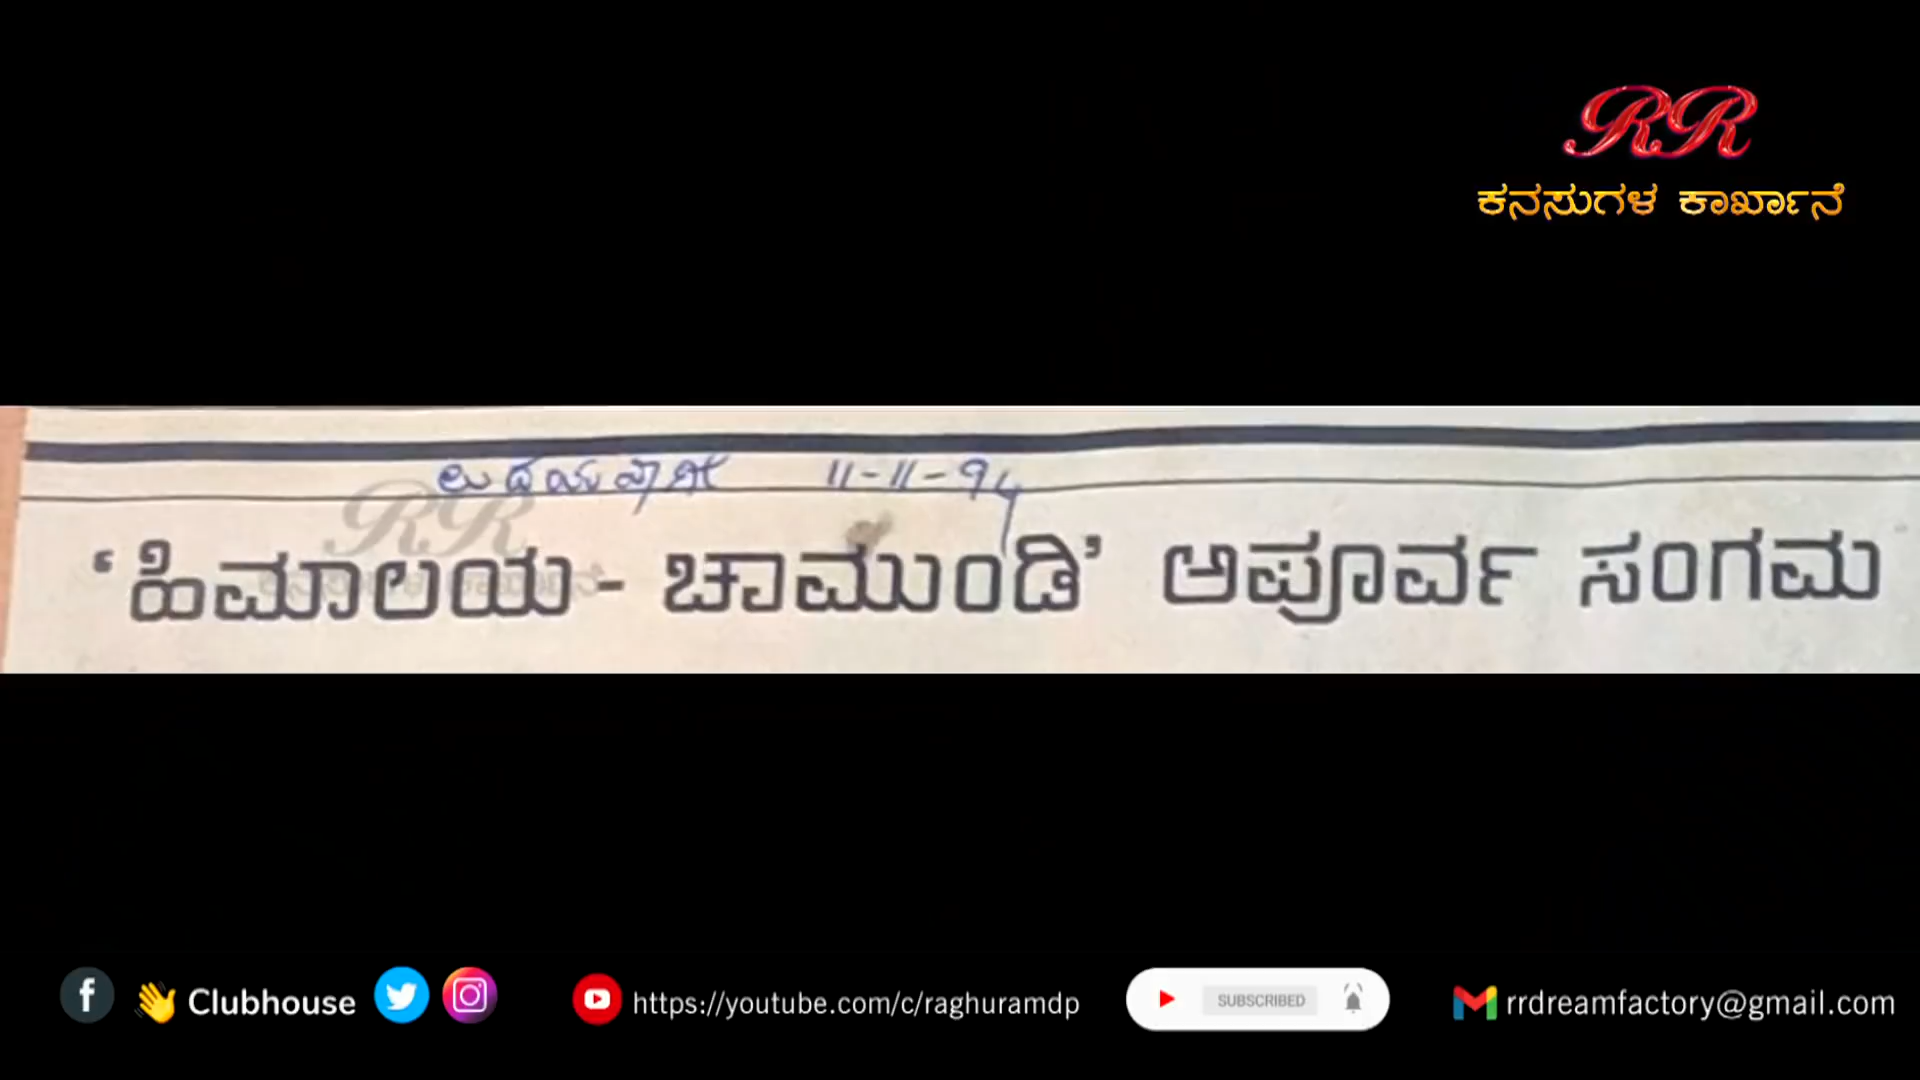 RR
ಕನಸುಗಳ ಕಾರ್ಖಾನೆ
ಉದಯವಾಣಿ 11-11-94
RR
‘ಹಿಮಾಲಯ - ಚಾಮುಂಡಿ’ ಅಪೂರ್ವ ಸಂಗಮ
Clubhouse
https://youtube.com/c/raghuramdp
SUBSCRIBED
rrdreamfactory@gmail.com